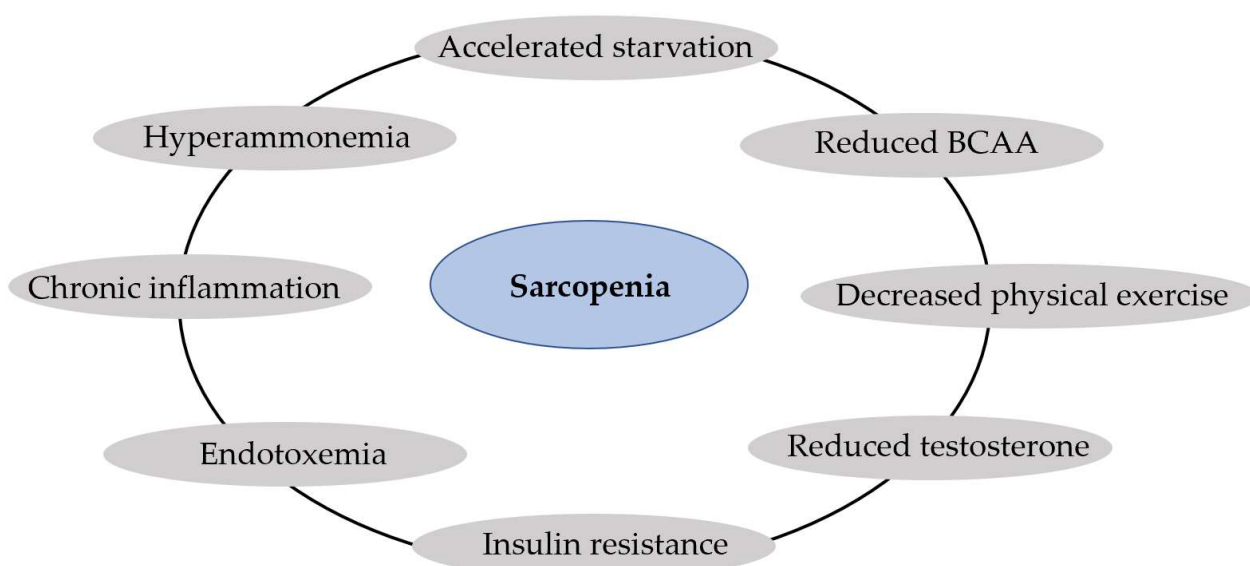 Accelerated starvation
Hyperammonemia
Reduced BCAA
Chronic inflammation
Sarcopenia
Decreased physical exercise
Endotoxemia
Reduced testosterone
Insulin resistance